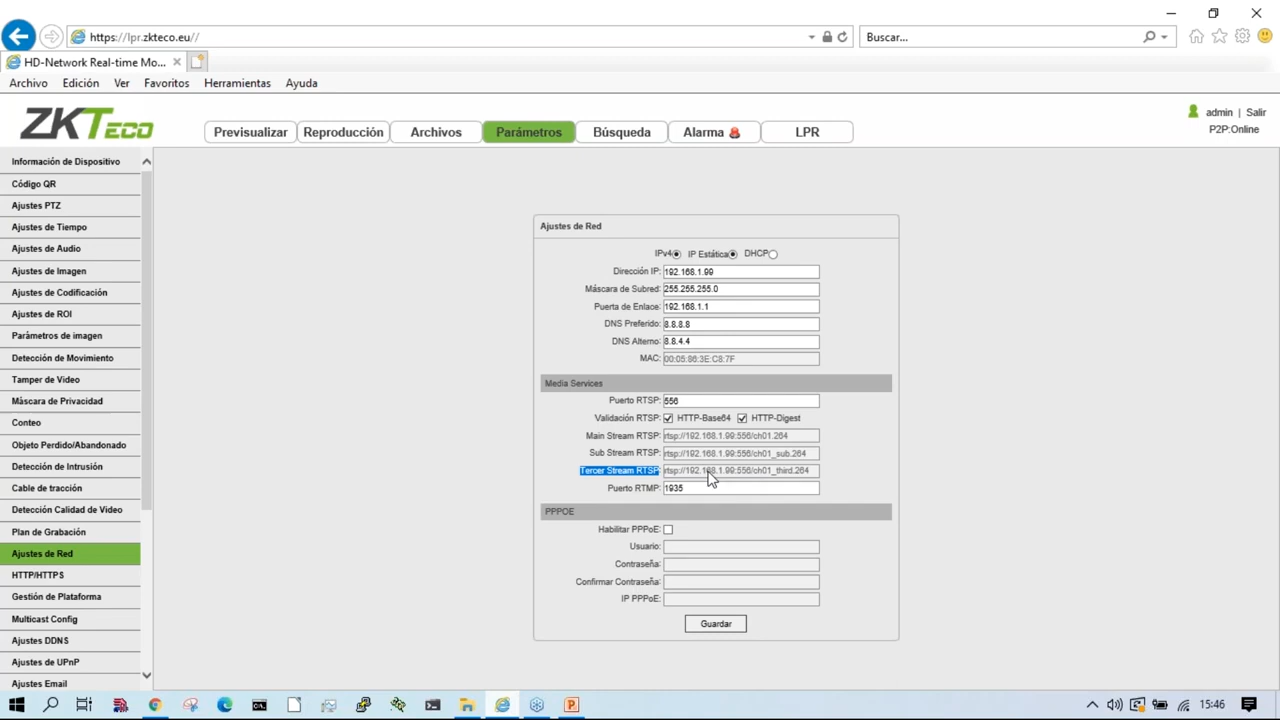 https://lpr.zkteco.eu//
Buscar...
HD-Network Real-time Mo...
Archivo Edición Ver Favoritos Herramientas Ayuda
ZKTeco
Previsualizar Reproducción Archivos Parámetros Búsqueda Alarma LPR
admin | Salir
P2P:Online
Información de Dispositivo
Código QR
Ajustes PTZ
Ajustes de Tiempo
Ajustes de Audio
Ajustes de Imagen
Ajustes de Codificación
Ajustes de ROI
Parámetros de imagen
Detección de Movimiento
Tamper de Video
Máscara de Privacidad
Conteo
Objeto Perdido/Abandonado
Detección de Intrusión
Cable de tracción
Detección Calidad de Video
Plan de Grabación
Ajustes de Red
HTTP/HTTPS
Gestión de Plataforma
Multicast Config
Ajustes DDNS
Ajustes de UPnP
Ajustes Email
Ajustes de Red
IPv4 IP Estática DHCP
Dirección IP: 192.168.1.99
Máscara de Subred: 255.255.255.0
Puerta de Enlace: 192.168.1.1
DNS Preferido: 8.8.8.8
DNS Alterno: 8.8.4.4
MAC: 00:05:86:3E:C8:7F
Media Services
Puerto RTSP: 556
Validación RTSP: HTTP-Base64 HTTP-Digest
Main Stream RTSP: rtsp://192.168.1.99:556/ch01.264
Sub Stream RTSP: rtsp://192.168.1.99:556/ch01_sub.264
Tercer Stream RTSP: rtsp://192.168.1.99:556/ch01_third.264
Puerto RTMP: 1935
PPPOE
Habilitar PPPoE:
Usuario:
Contraseña:
Confirmar Contraseña:
IP PPPoE:
Guardar
15:46